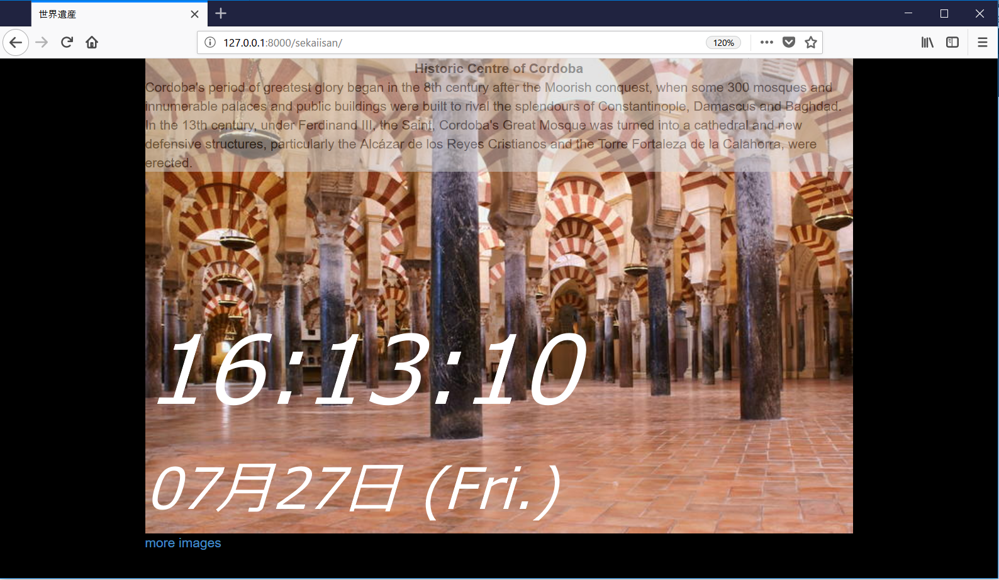 世界遺産
127.0.0.1:8000/sekaiisan/
120%
Historic Centre of Cordoba
Cordoba's period of greatest glory began in the 8th century after the Moorish conquest, when some 300 mosques and
innumerable palaces and public buildings were built to rival the splendours of Constantinople, Damascus and Baghdad.
In the 13th century, under Ferdinand III, the Saint, Cordoba's Great Mosque was turned into a cathedral and new
defensive structures, particularly the Alcázar de los Reyes Cristianos and the Torre Fortaleza de la Calahorra, were
erected.
16:13:10
07月27日 (Fri.)
more images